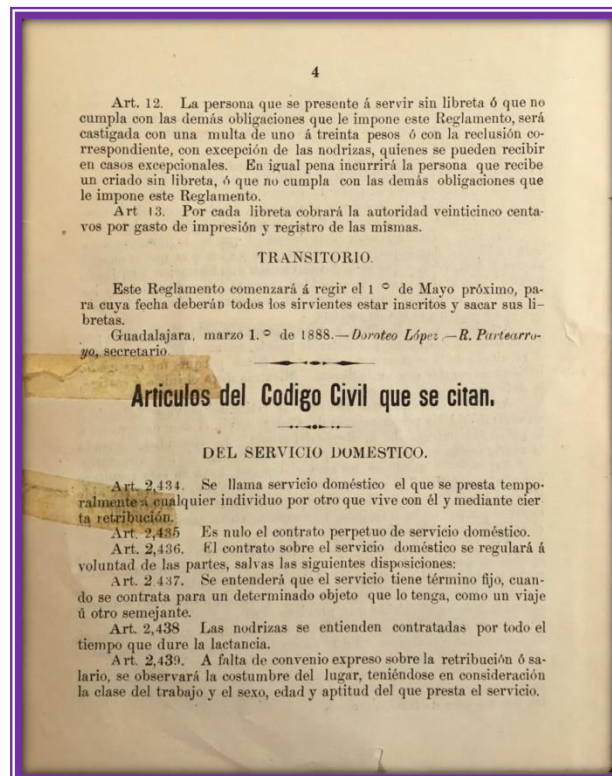 4
Art. 12. La persona que se presente á servir sin libreta ó que no
cumpla con las demás obligaciones que le impone este Reglamento, será
castigada con una multa de uno á treinta pesos ó con la reclusión co-
rrespondiente, con excepción de las nodrizas, quienes se pueden recibir
en casos excepcionales. En igual pena incurrirá la persona que recibe
un criado sin libreta, ó que no cumpla con las demás obligaciones que
le impone este Reglamento.
Art 13. Por cada libreta cobrará la autoridad veinticinco centa-
vos por gasto de impresión y registro de las mismas.
TRANSITORIO.
Este Reglamento comenzará á regir el 1 º de Mayo próximo, pa-
ra cuya fecha deberán todos los sirvientes estar inscritos y sacar sus li-
bretas.
Guadalajara, marzo 1. º de 1888.—Doroteo López.—R. Partearro-
yo, secretario
Articulos del Codigo Civil que se citan.
DEL SERVICIO DOMESTICO.
Art. 2,434. Se llama servicio doméstico el que se presta tempo-
ralmente á cualquier individuo por otro que vive con él y mediante cier
ta retribución.
Art. 2,435 Es nulo el contrato perpetuo de servicio doméstico.
Art. 2,436. El contrato sobre el servicio doméstico se regulará á
voluntad de las partes, salvas las siguientes disposiciones:
Art. 2.437. Se entenderá que el servicio tiene término fijo, cuan-
do se contrata para un determinado objeto que lo tenga, como un viaje
ú otro semejante.
Art. 2,438 Las nodrizas se entienden contratadas por todo el
tiempo que dure la lactancia.
Art. 2,439. A falta de convenio expreso sobre la retribución ó sa-
lario, se observará la costumbre del lugar, teniéndose en consideración
la clase del trabajo y el sexo, edad y aptitud del que presta el servicio.